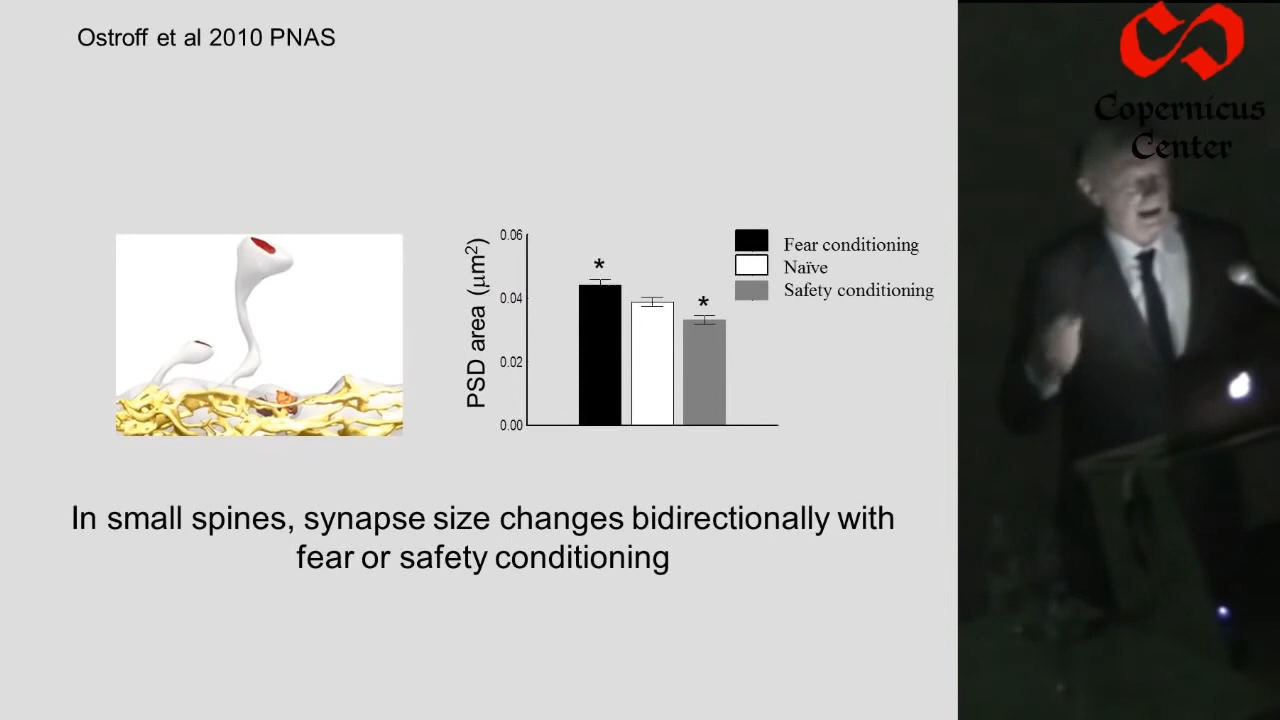 Ostroff et al 2010 PNAS
Copernicus
Center
PSD area (μm²)
0.06
0.04
0.02
0.00
*
*
Fear conditioning
Naïve
Safety conditioning
In small spines, synapse size changes bidirectionally with
fear or safety conditioning